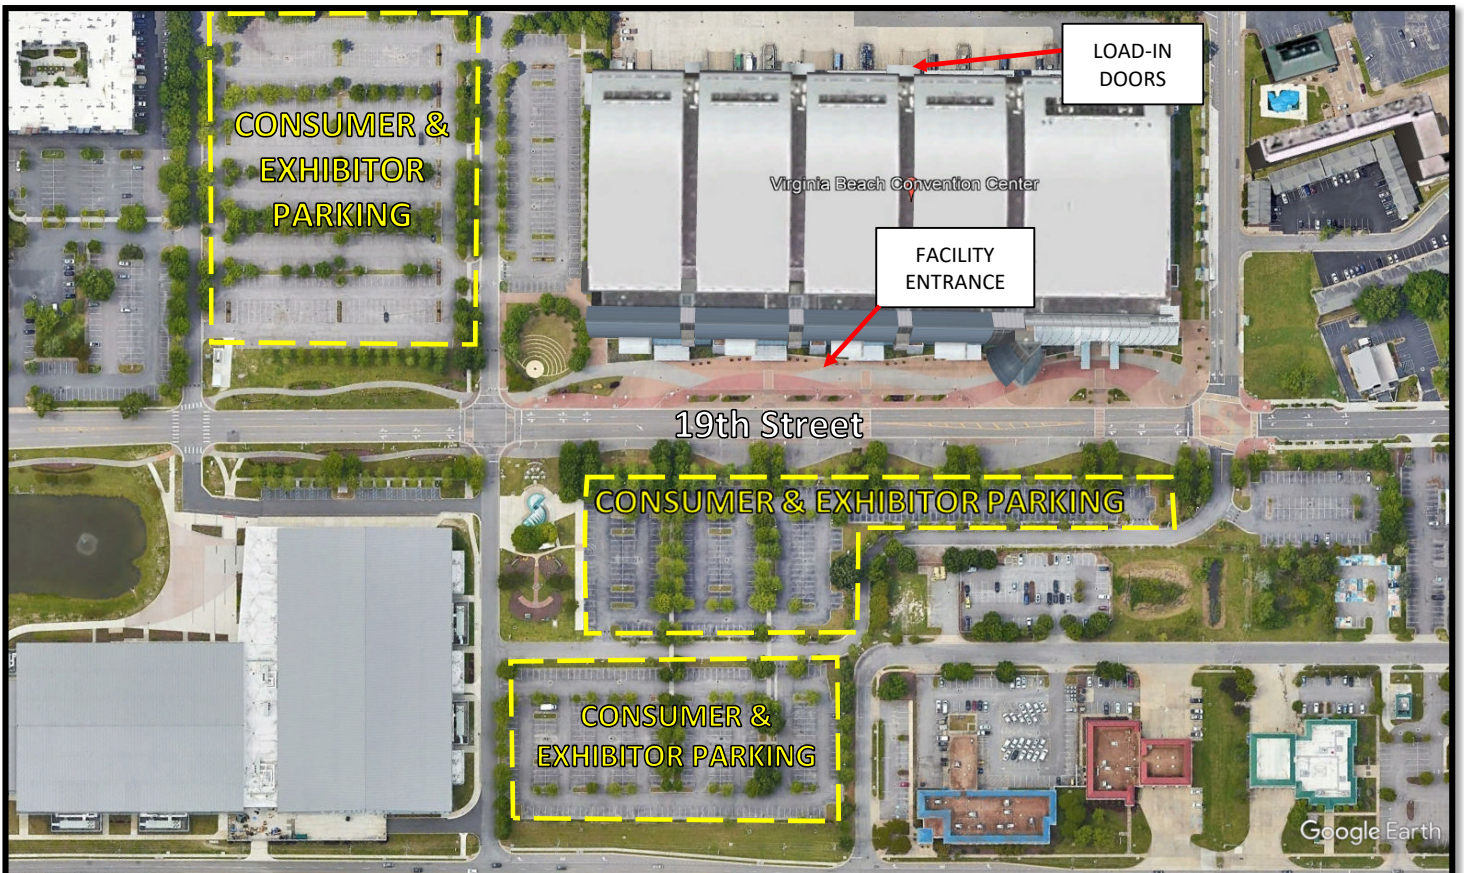 LOAD-IN
DOORS
CONSUMER &
EXHIBITOR
PARKING
Virginia Beach Convention Center
FACILITY
ENTRANCE
19th Street
CONSUMER & EXHIBITOR PARKING
CONSUMER &
EXHIBITOR PARKING
Google Earth